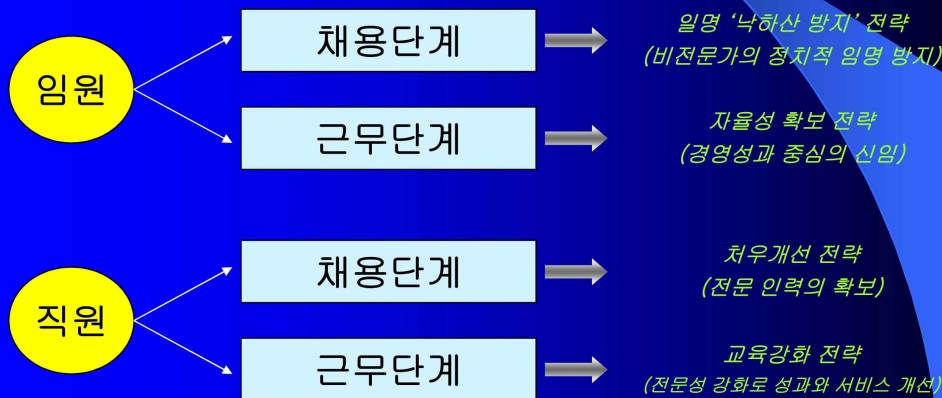 임원
채용단계
일명 ‘낙하산 방지’ 전략
(비전문가의 정치적 임명 방지)
근무단계
자율성 확보 전략
(경영성과 중심의 신임)
직원
채용단계
처우개선 전략
(전문 인력의 확보)
근무단계
교육강화 전략
(전문성 강화로 성과와 서비스 개선)